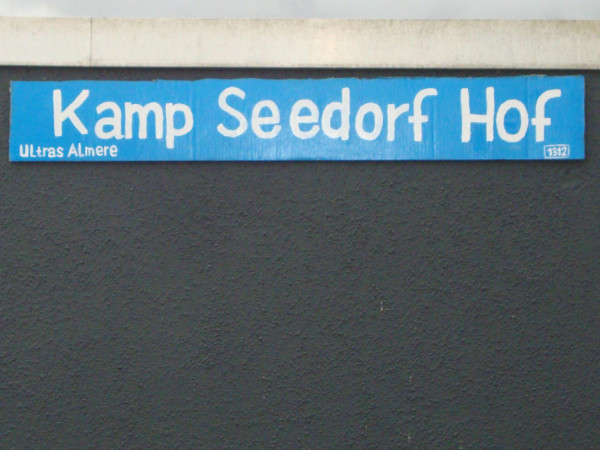 Kamp Seedorf Hof
Ultras Almere
1312